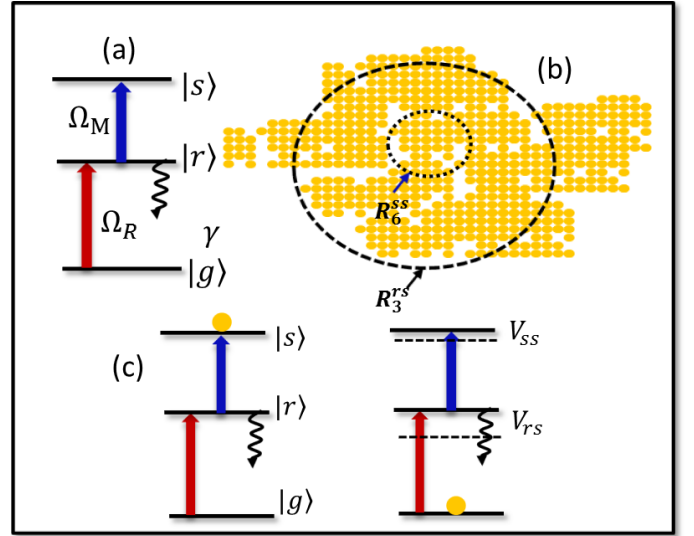 (a)
|s⟩
Ω_M
|r⟩
Ω_R
γ
|g⟩
(b)
R_6^{ss}
R_3^{rs}
(c)
|s⟩
|r⟩
|g⟩
V_{ss}
V_{rs}